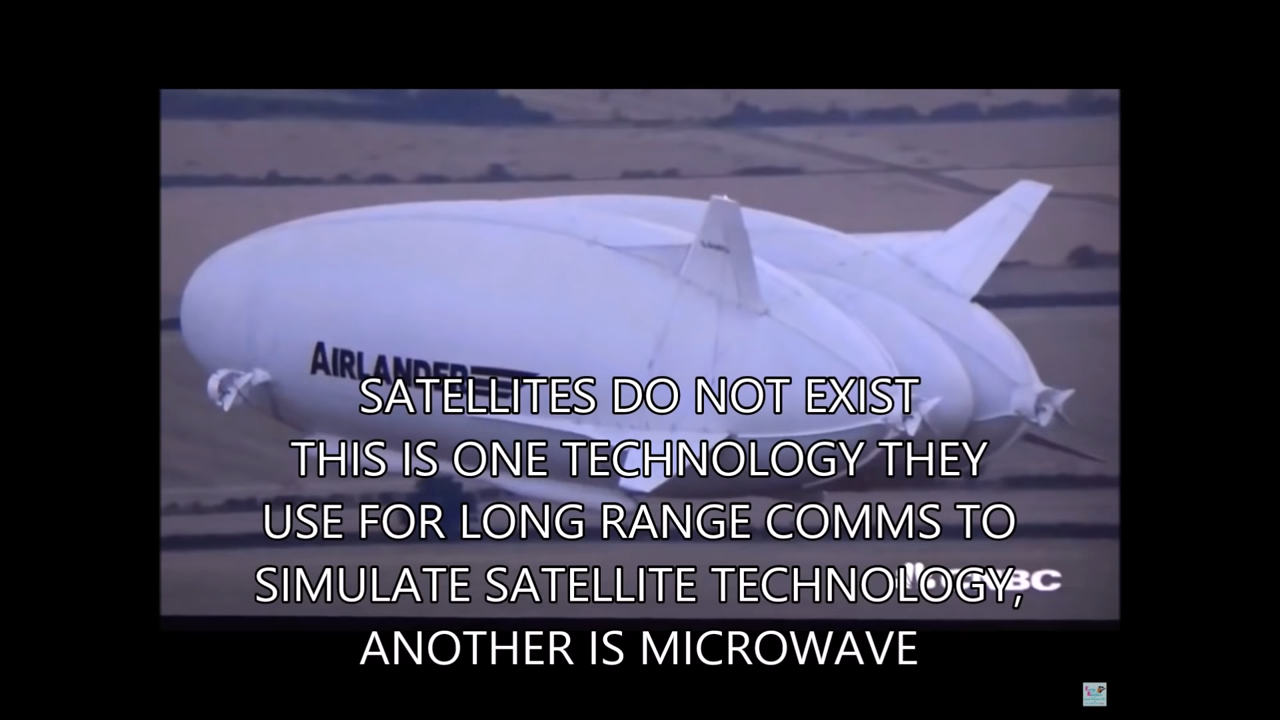 AIRLANDER
SATELLITES DO NOT EXIST
THIS IS ONE TECHNOLOGY THEY
USE FOR LONG RANGE COMMS TO
SIMULATE SATELLITE TECHNOLOGY,
CNBC
ANOTHER IS MICROWAVE